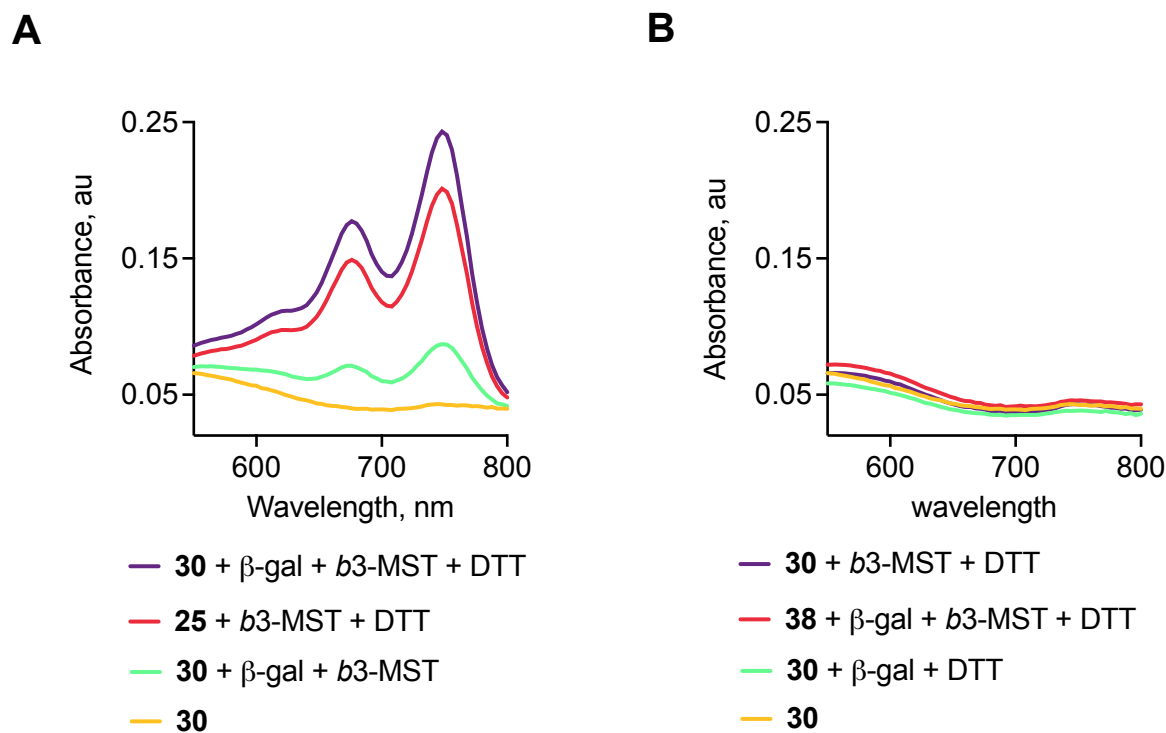 A
B
0.25
0.15
0.05
Absorbance, au
600 700 800
Wavelength, nm
30 + β-gal + b3-MST + DTT
25 + b3-MST + DTT
30 + β-gal + b3-MST
30
0.25
0.15
0.05
Absorbance, au
600 700 800
wavelength
30 + b3-MST + DTT
38 + β-gal + b3-MST + DTT
30 + β-gal + DTT
30